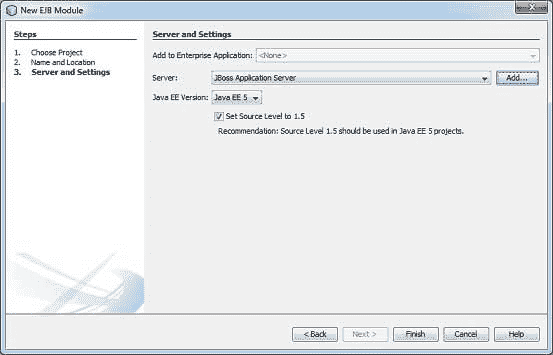 New EJB Module
Steps
1. Choose Project
2. Name and Location
3. Server and Settings
Server and Settings
Add to Enterprise Application: <None>
Server: JBoss Application Server Add...
Java EE Version: Java EE 5
Set Source Level to 1.5
Recommendation: Source Level 1.5 should be used in Java EE 5 projects.
< Back Next > Finish Cancel Help